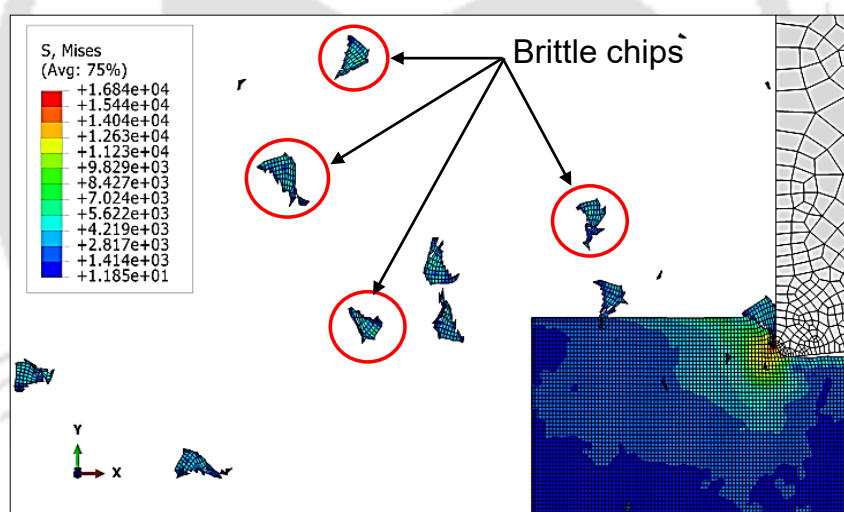 S, Mises
(Avg: 75%)
+1.684e+04
+1.544e+04
+1.404e+04
+1.263e+04
+1.123e+04
+9.829e+03
+8.427e+03
+7.024e+03
+5.622e+03
+4.219e+03
+2.817e+03
+1.414e+03
+1.185e+01
Brittle chips
Y
X